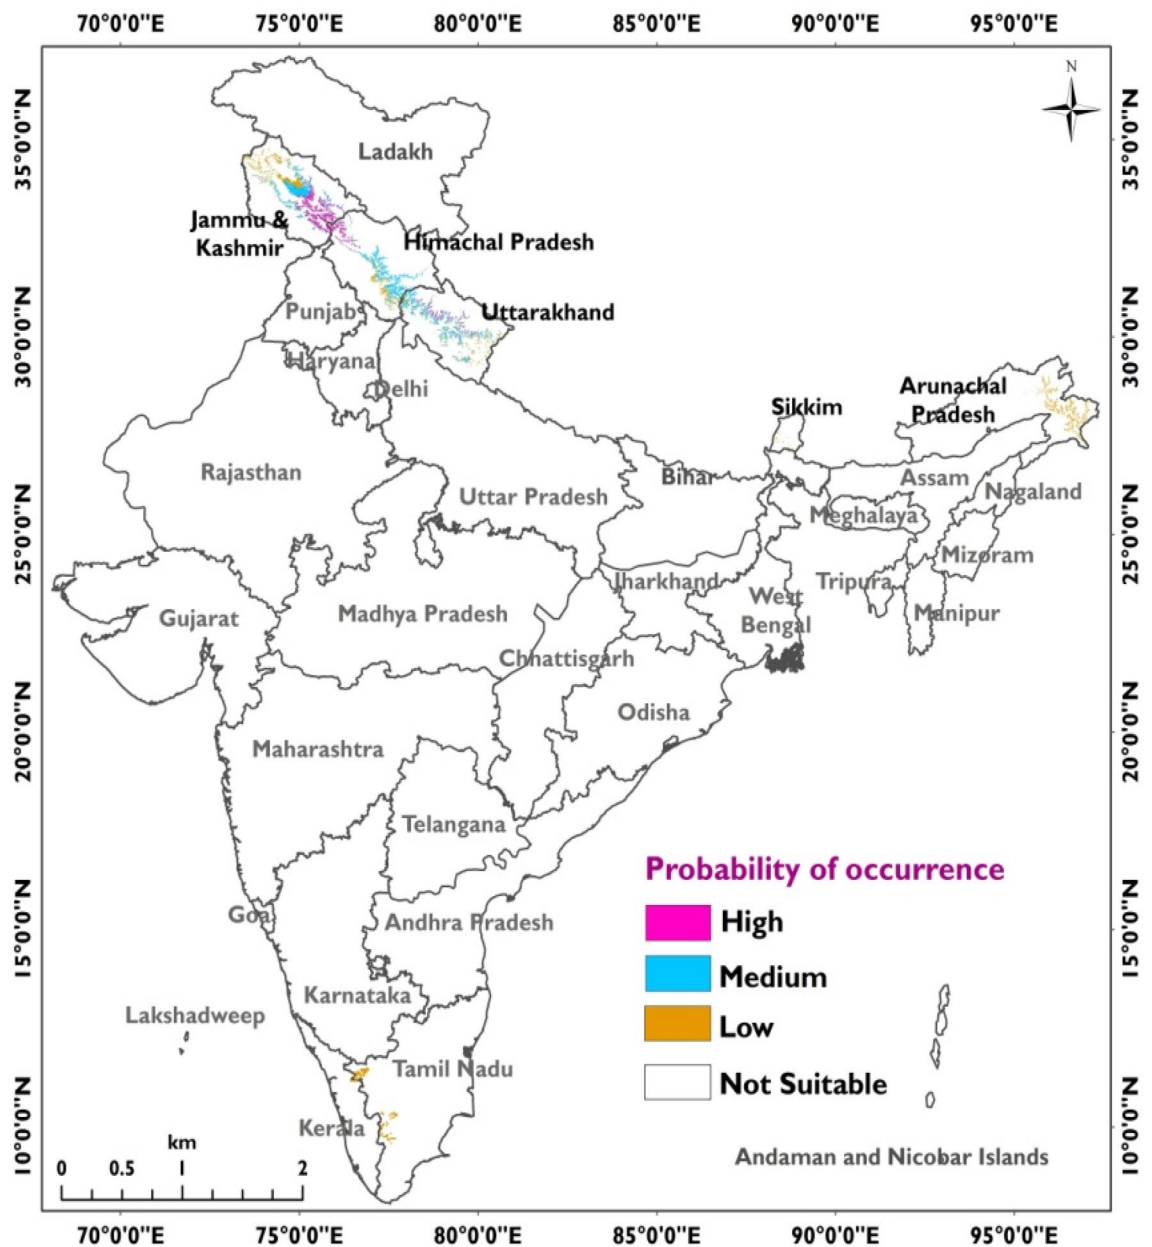 70°0'0"E 75°0'0"E 80°0'0"E 85°0'0"E 90°0'0"E 95°0'0"E
N
35°0'0"N
35°0'0"N
Ladakh
Jammu &
Kashmir
Himachal Pradesh
30°0'0"N
30°0'0"N
Punjab
Uttarakhand
Haryana
Delhi
Arunachal
Pradesh
Sikkim
Rajasthan
Uttar Pradesh
Bihar
Assam
Nagaland
25°0'0"N
25°0'0"N
Meghalaya
Mizoram
Jharkhand
Tripura
West
Bengal
Manipur
Gujarat
Madhya Pradesh
Chhattisgarh
Odisha
20°0'0"N
20°0'0"N
Maharashtra
Telangana
Probability of occurrence
High
Medium
Low
Not Suitable
15°0'0"N
15°0'0"N
Goa
Andhra Pradesh
Karnataka
Lakshadweep
Tamil Nadu
Kerala
10°0'0"N
10°0'0"N
Andaman and Nicobar Islands
km
0 0.5 1 2
70°0'0"E 75°0'0"E 80°0'0"E 85°0'0"E 90°0'0"E 95°0'0"E